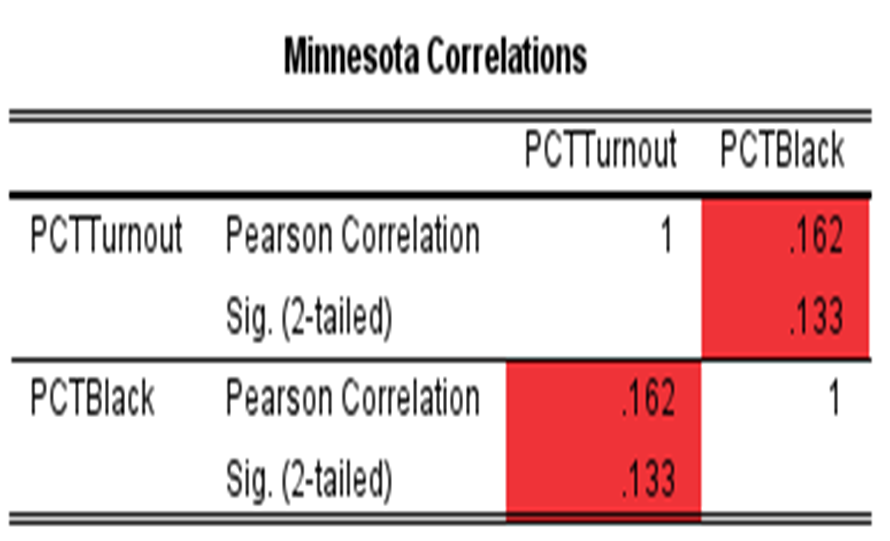 Minnesota Correlations
PCTTurnout PCTBlack
PCTTurnout Pearson Correlation 1 .162
Sig. (2-tailed) .133
PCTBlack Pearson Correlation .162 1
Sig. (2-tailed) .133